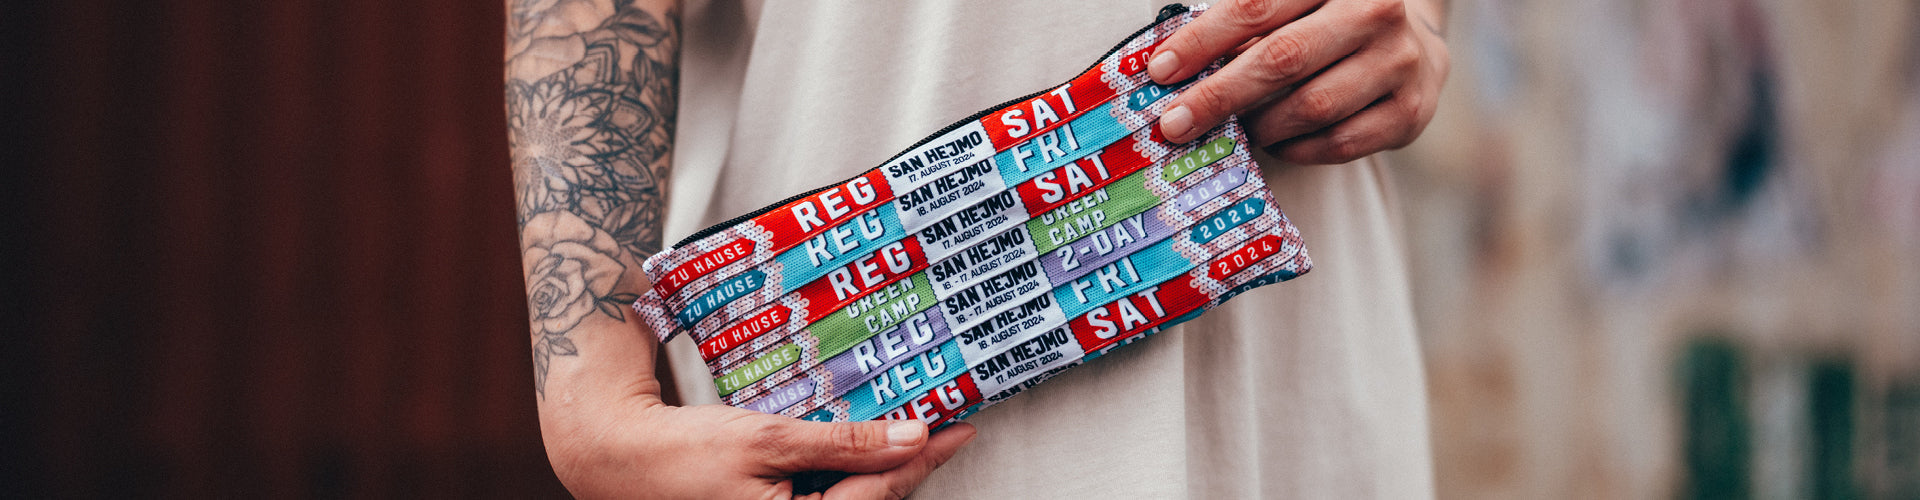 ZU HAUSE REG SAN HEJMO SAT
17. AUGUST 2024
ZU HAUSE REG SAN HEJMO FRI
16. AUGUST 2024
ZU HAUSE REG SAN HEJMO SAT
17. AUGUST 2024
ZU HAUSE GREEN CAMP SAN HEJMO GREEN CAMP 2024
16. - 17. AUGUST 2024
HAUSE REG SAN HEJMO 2-DAY 2024
16. - 17. AUGUST 2024
REG SAN HEJMO FRI 2024
16. AUGUST 2024
REG SAN HEJMO SAT 2024
17. AUGUST 2024